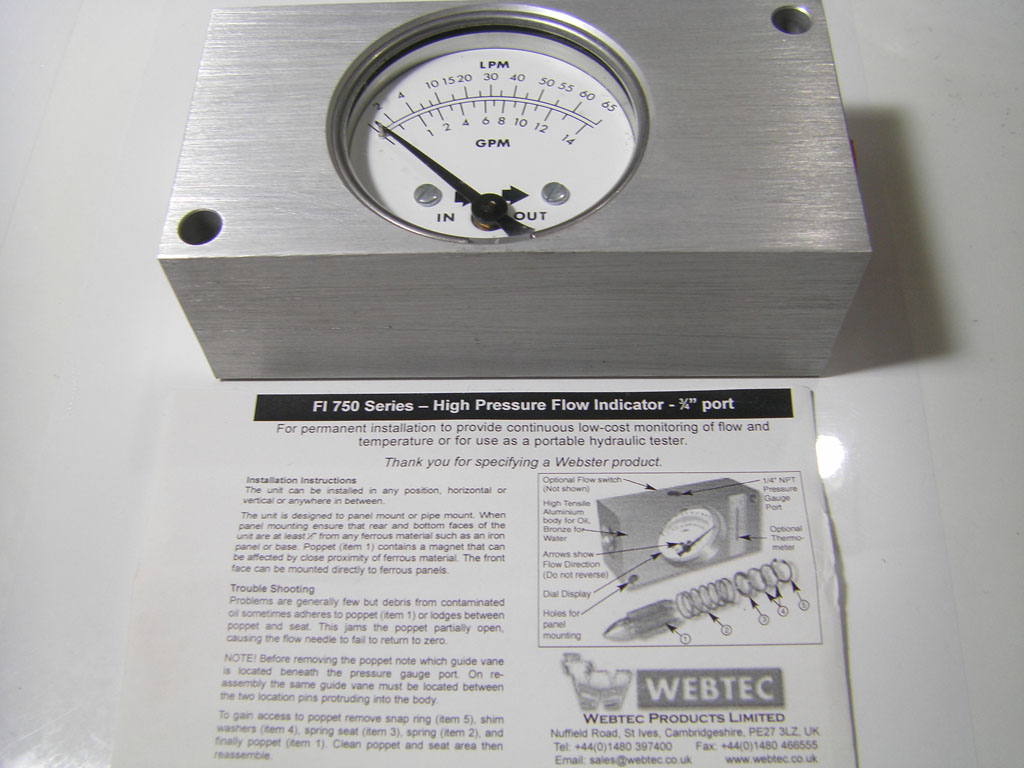 LPM
2 4 10 15 20 30 40 50 55 60 65
1 2 4 6 8 10 12 14
GPM
IN OUT
FI 750 Series – High Pressure Flow Indicator - ¾" port
For permanent installation to provide continuous low-cost monitoring of flow and
temperature or for use as a portable hydraulic tester.
Thank you for specifying a Webster product.
Installation Instructions
The unit can be installed in any position, horizontal or
vertical or anywhere in between.
The unit is designed to panel mount or pipe mount. When
panel mounting ensure that rear and bottom faces of the
unit are at least ½" from any ferrous material such as an iron
panel or base. Poppet (item 1) contains a magnet that can
be affected by close proximity of ferrous material. The front
face can be mounted directly to ferrous panels.
Trouble Shooting
Problems are generally few but debris from contaminated
oil sometimes adheres to poppet (item 1) or lodges between
poppet and seat. This jams the poppet partially open,
causing the flow needle to fail to return to zero.
NOTE! Before removing the poppet note which guide vane
is located beneath the pressure gauge port. On re-
assembly the same guide vane must be located between
the two location pins protruding into the body.
To gain access to poppet remove snap ring (item 5), shim
washers (item 4), spring seat (item 3), spring (item 2), and
finally poppet (item 1). Clean poppet and seat area then
reassemble.
Optional Flow switch
(Not shown)
High Tensile
Aluminium
body for Oil,
Bronze for
Water
Arrows show
Flow Direction
(Do not reverse)
Dial Display
Holes for
panel
mounting
1/4" NPT
Pressure
Gauge
Port
Optional
Thermo-
meter
1 2 3 4 5
WEBTEC
WEBTEC PRODUCTS LIMITED
Nuffield Road, St Ives, Cambridgeshire, PE27 3LZ, UK
Tel: +44(0)1480 397400 Fax: +44(0)1480 466555
Email: sales@webtec.co.uk www.webtec.co.uk